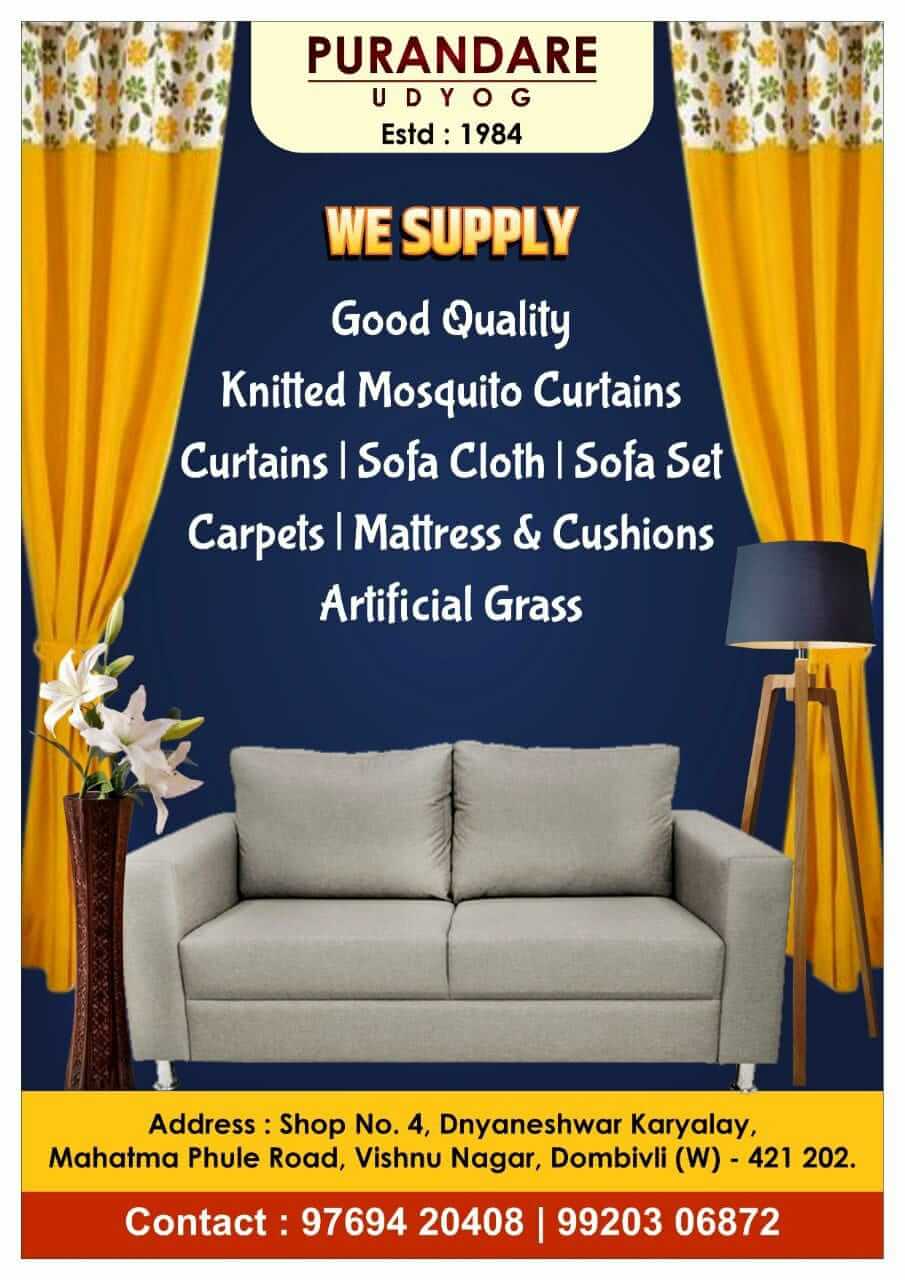 PURANDARE
UDYOG
Estd : 1984
WE SUPPLY
Good Quality
Knitted Mosquito Curtains
Curtains | Sofa Cloth | Sofa Set
Carpets | Mattress & Cushions
Artificial Grass
Address : Shop No. 4, Dnyaneshwar Karyalay,
Mahatma Phule Road, Vishnu Nagar, Dombivli (W) - 421 202.
Contact : 97694 20408 | 99203 06872